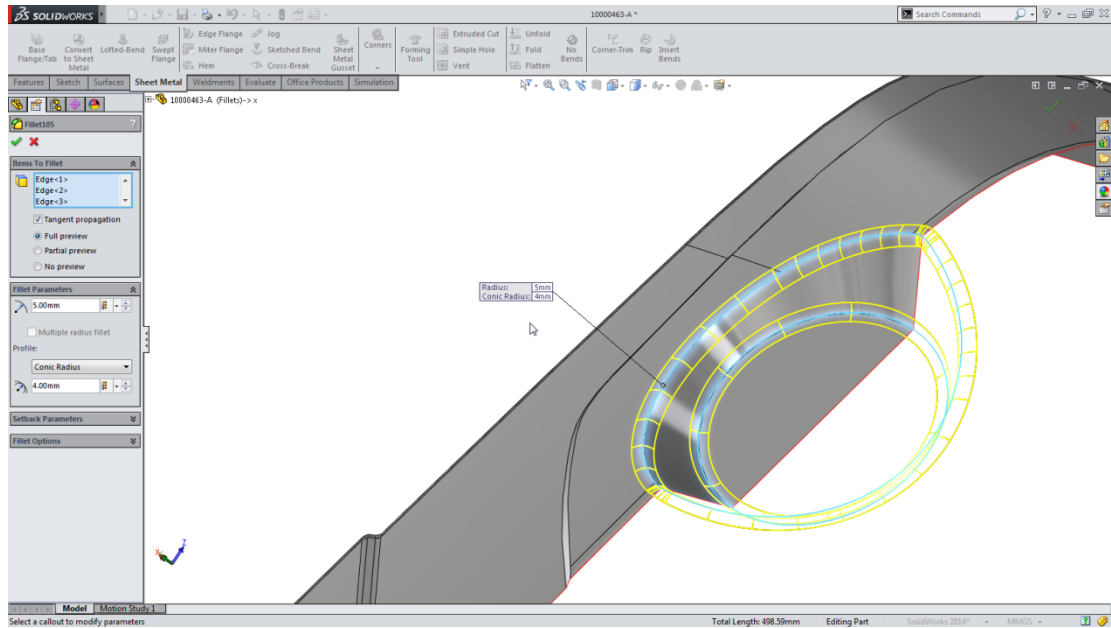 SOLIDWORKS
10000463-A *
Search Commands
Base Flange/Tab
Convert to Sheet Metal
Lofted-Bend
Swept Flange
Edge Flange
Miter Flange
Hem
Jog
Sketched Bend
Cross-Break
Sheet Metal Gusset
Corners
Forming Tool
Extruded Cut
Simple Hole
Vent
Unfold
Fold
Flatten
No Bends
Corner-Trim
Rip
Insert Bends
Features Sketch Surfaces Sheet Metal Weldments Evaluate Office Products Simulation
10000463-A (Fillets)-> x
Fillet105 ?
Items To Fillet
Edge<1>
Edge<2>
Edge<3>
Tangent propagation
Full preview
Partial preview
No preview
Fillet Parameters
5.00mm
Multiple radius fillet
Profile:
Conic Radius
4.00mm
Setback Parameters
Fillet Options
Radius: 5mm
Conic Radius: 4mm
X Z
Model Motion Study 1
Select a callout to modify parameters
Total Length: 498.59mm Editing Part SolidWorks 2014* - MMGS -